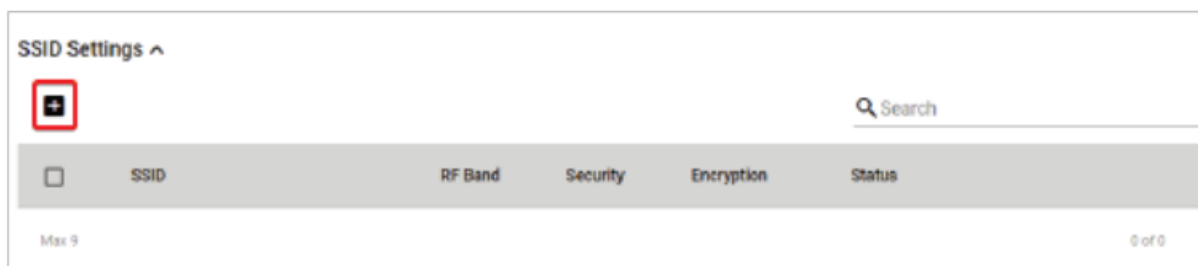 SSID Settings
Search
SSID RF Band Security Encryption Status
Max 9 0 of 0